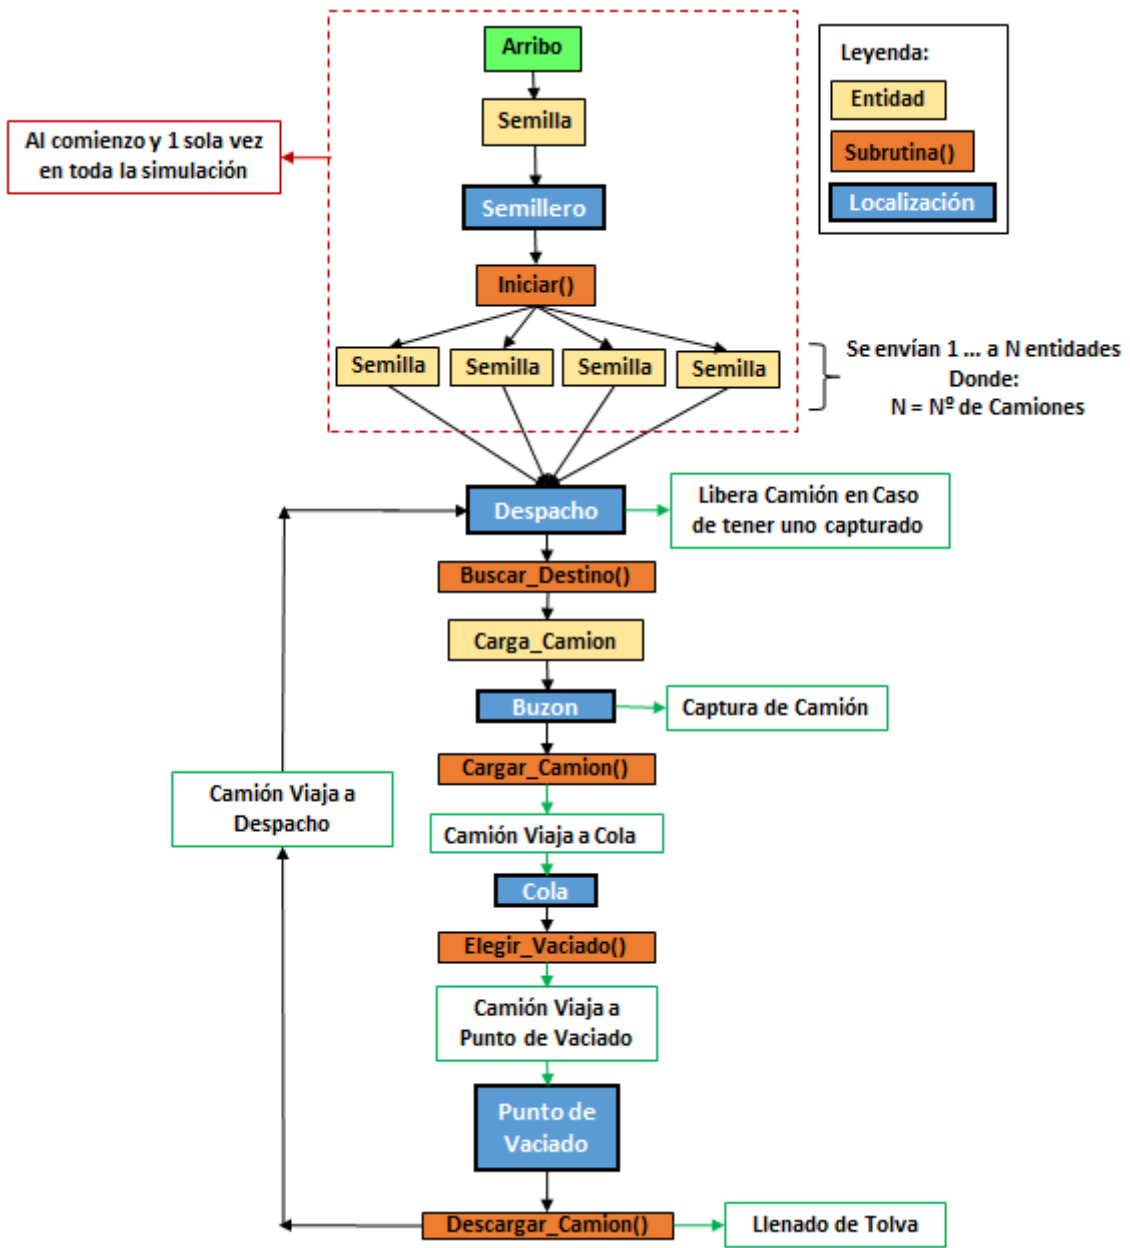 Arribo
Leyenda:
Entidad
Subrutina()
Localización
Semilla
Al comienzo y 1 sola vez
en toda la simulación
Semillero
Iniciar()
Semilla
Semilla
Semilla
Semilla
Se envían 1 ... a N entidades
Donde:
N = Nº de Camiones
Despacho
Libera Camión en Caso
de tener uno capturado
Buscar_Destino()
Carga_Camion
Buzon
Captura de Camión
Cargar_Camion()
Camión Viaja a
Despacho
Camión Viaja a Cola
Cola
Elegir_Vaciado()
Camión Viaja a
Punto de Vaciado
Punto de
Vaciado
Descargar_Camion()
Llenado de Tolva